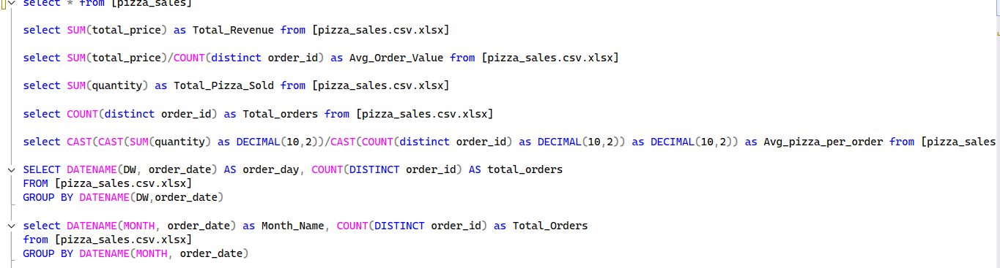 select * from [pizza_sales]
select SUM(total_price) as Total_Revenue from [pizza_sales.csv.xlsx]
select SUM(total_price)/COUNT(distinct order_id) as Avg_Order_Value from [pizza_sales.csv.xlsx]
select SUM(quantity) as Total_Pizza_Sold from [pizza_sales.csv.xlsx]
select COUNT(distinct order_id) as Total_orders from [pizza_sales.csv.xlsx]
select CAST(CAST(SUM(quantity) as DECIMAL(10,2))/CAST(COUNT(distinct order_id) as DECIMAL(10,2)) as DECIMAL(10,2)) as Avg_pizza_per_order from [pizza_sales
SELECT DATENAME(DW, order_date) AS order_day, COUNT(DISTINCT order_id) AS total_orders
FROM [pizza_sales.csv.xlsx]
GROUP BY DATENAME(DW,order_date)
select DATENAME(MONTH, order_date) as Month_Name, COUNT(DISTINCT order_id) as Total_Orders
from [pizza_sales.csv.xlsx]
GROUP BY DATENAME(MONTH, order_date)